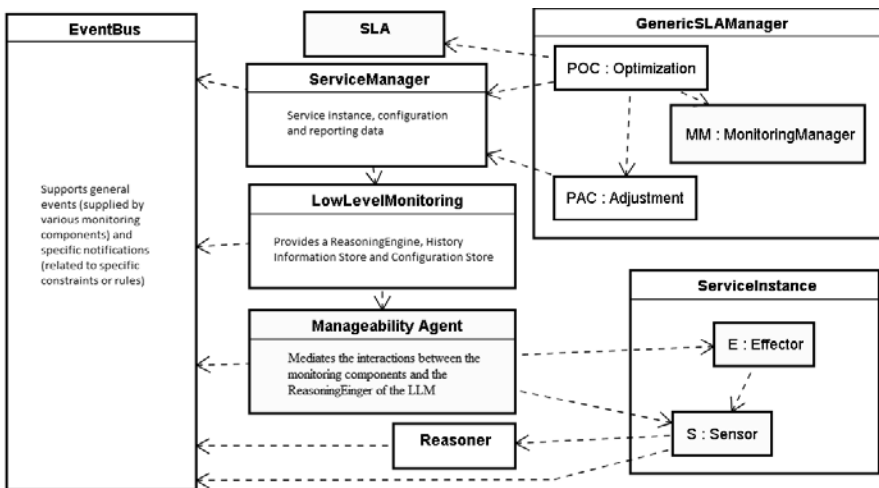 EventBus
Supports general
events (supplied by
various monitoring
components) and
specific notifications
(related to specific
constraints or rules)
SLA
ServiceManager
Service instance, configuration
and reporting data
LowLevelMonitoring
Provides a ReasoningEngine, History
Information Store and Configuration Store
Manageability Agent
Mediates the interactions between the
monitoring components and the
ReasoningEinger of the LLM
Reasoner
GenericSLAManager
POC : Optimization
MM : MonitoringManager
PAC : Adjustment
ServiceInstance
E : Effector
S : Sensor